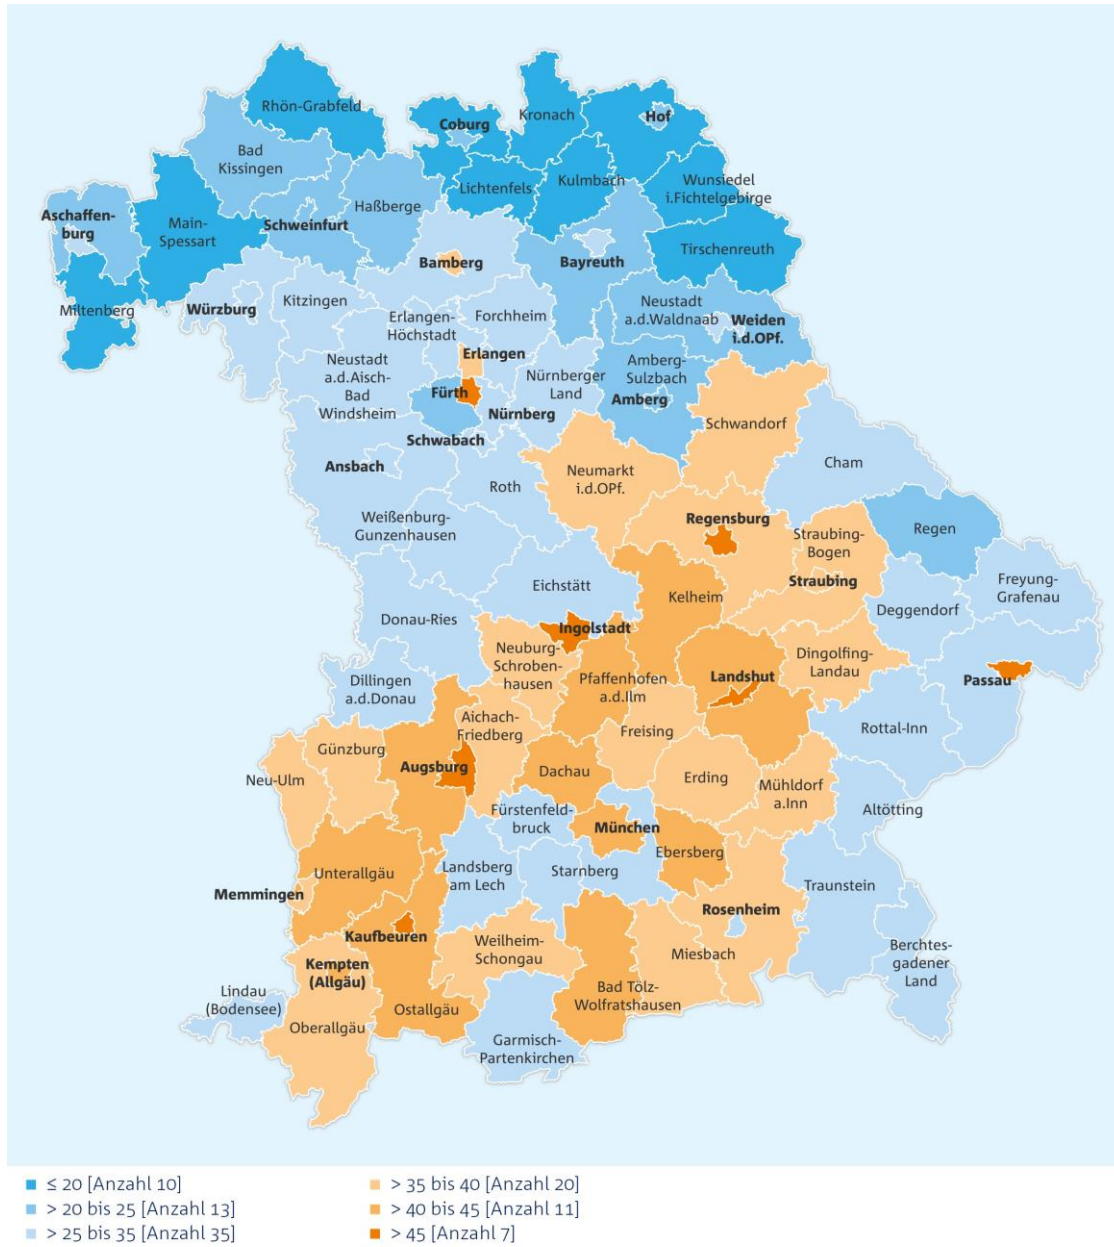 Rhön-Grabfeld
Coburg
Kronach
Hof
Bad
Kissingen
Lichtenfels
Kulmbach
Wunsiedel
i.Fichtelgebirge
Haßberge
Aschaffen-
burg
Main-
Spessart
Schweinfurt
Tirschenreuth
Bamberg
Bayreuth
Miltenberg
Würzburg
Kitzingen
Erlangen-
Höchstadt
Forchheim
Neustadt
a.d.Waldnaab
Weiden
i.d.OPf.
Neustadt
a.d.Aisch-
Bad
Windsheim
Erlangen
Fürth
Nürnberger
Land
Nürnberg
Amberg-
Sulzbach
Amberg
Schwabach
Schwandorf
Ansbach
Roth
Neumarkt
i.d.OPf.
Cham
Weißenburg-
Gunzenhausen
Regensburg
Straubing-
Bogen
Regen
Straubing
Eichstätt
Kelheim
Freyung-
Grafenau
Deggendorf
Donau-Ries
Ingolstadt
Neuburg-
Schroben-
hausen
Dingolfing-
Landau
Pfaffenhofen
a.d.Ilm
Landshut
Passau
Dillingen
a.d.Donau
Aichach-
Friedberg
Freising
Rottal-Inn
Günzburg
Neu-Ulm
Augsburg
Dachau
Erding
Mühldorf
a.Inn
Altötting
Fürstenfeld-
bruck
München
Ebersberg
Unterallgäu
Landsberg
am Lech
Starnberg
Traunstein
Memmingen
Rosenheim
Kaufbeuren
Weilheim-
Schongau
Miesbach
Berchtes-
gadener
Land
Kempten
(Allgäu)
Lindau
(Bodensee)
Ostallgäu
Bad Tölz-
Wolfratshausen
Oberallgäu
Garmisch-
Partenkirchen
≤ 20 [Anzahl 10]
> 20 bis 25 [Anzahl 13]
> 25 bis 35 [Anzahl 35]
> 35 bis 40 [Anzahl 20]
> 40 bis 45 [Anzahl 11]
> 45 [Anzahl 7]